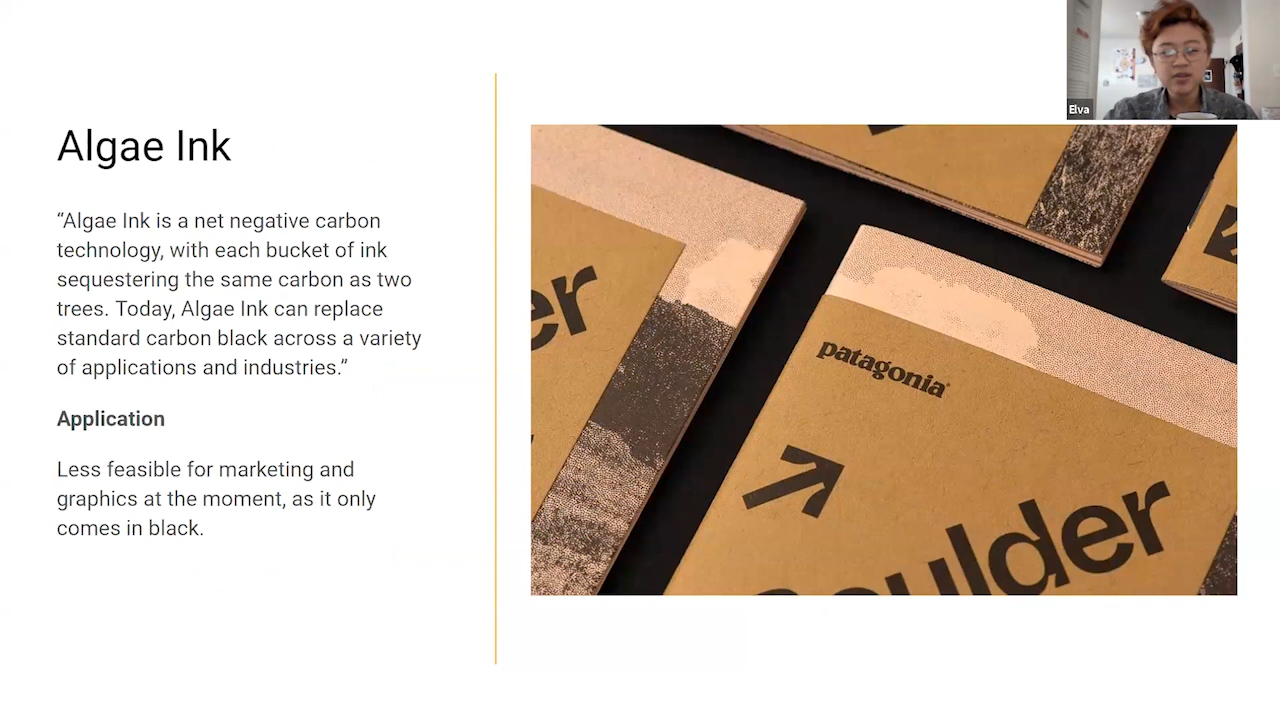 Elva
Algae Ink
“Algae Ink is a net negative carbon
technology, with each bucket of ink
sequestering the same carbon as two
trees. Today, Algae Ink can replace
standard carbon black across a variety
of applications and industries.”
Application
Less feasible for marketing and
graphics at the moment, as it only
comes in black.
er
patagonia
oulder